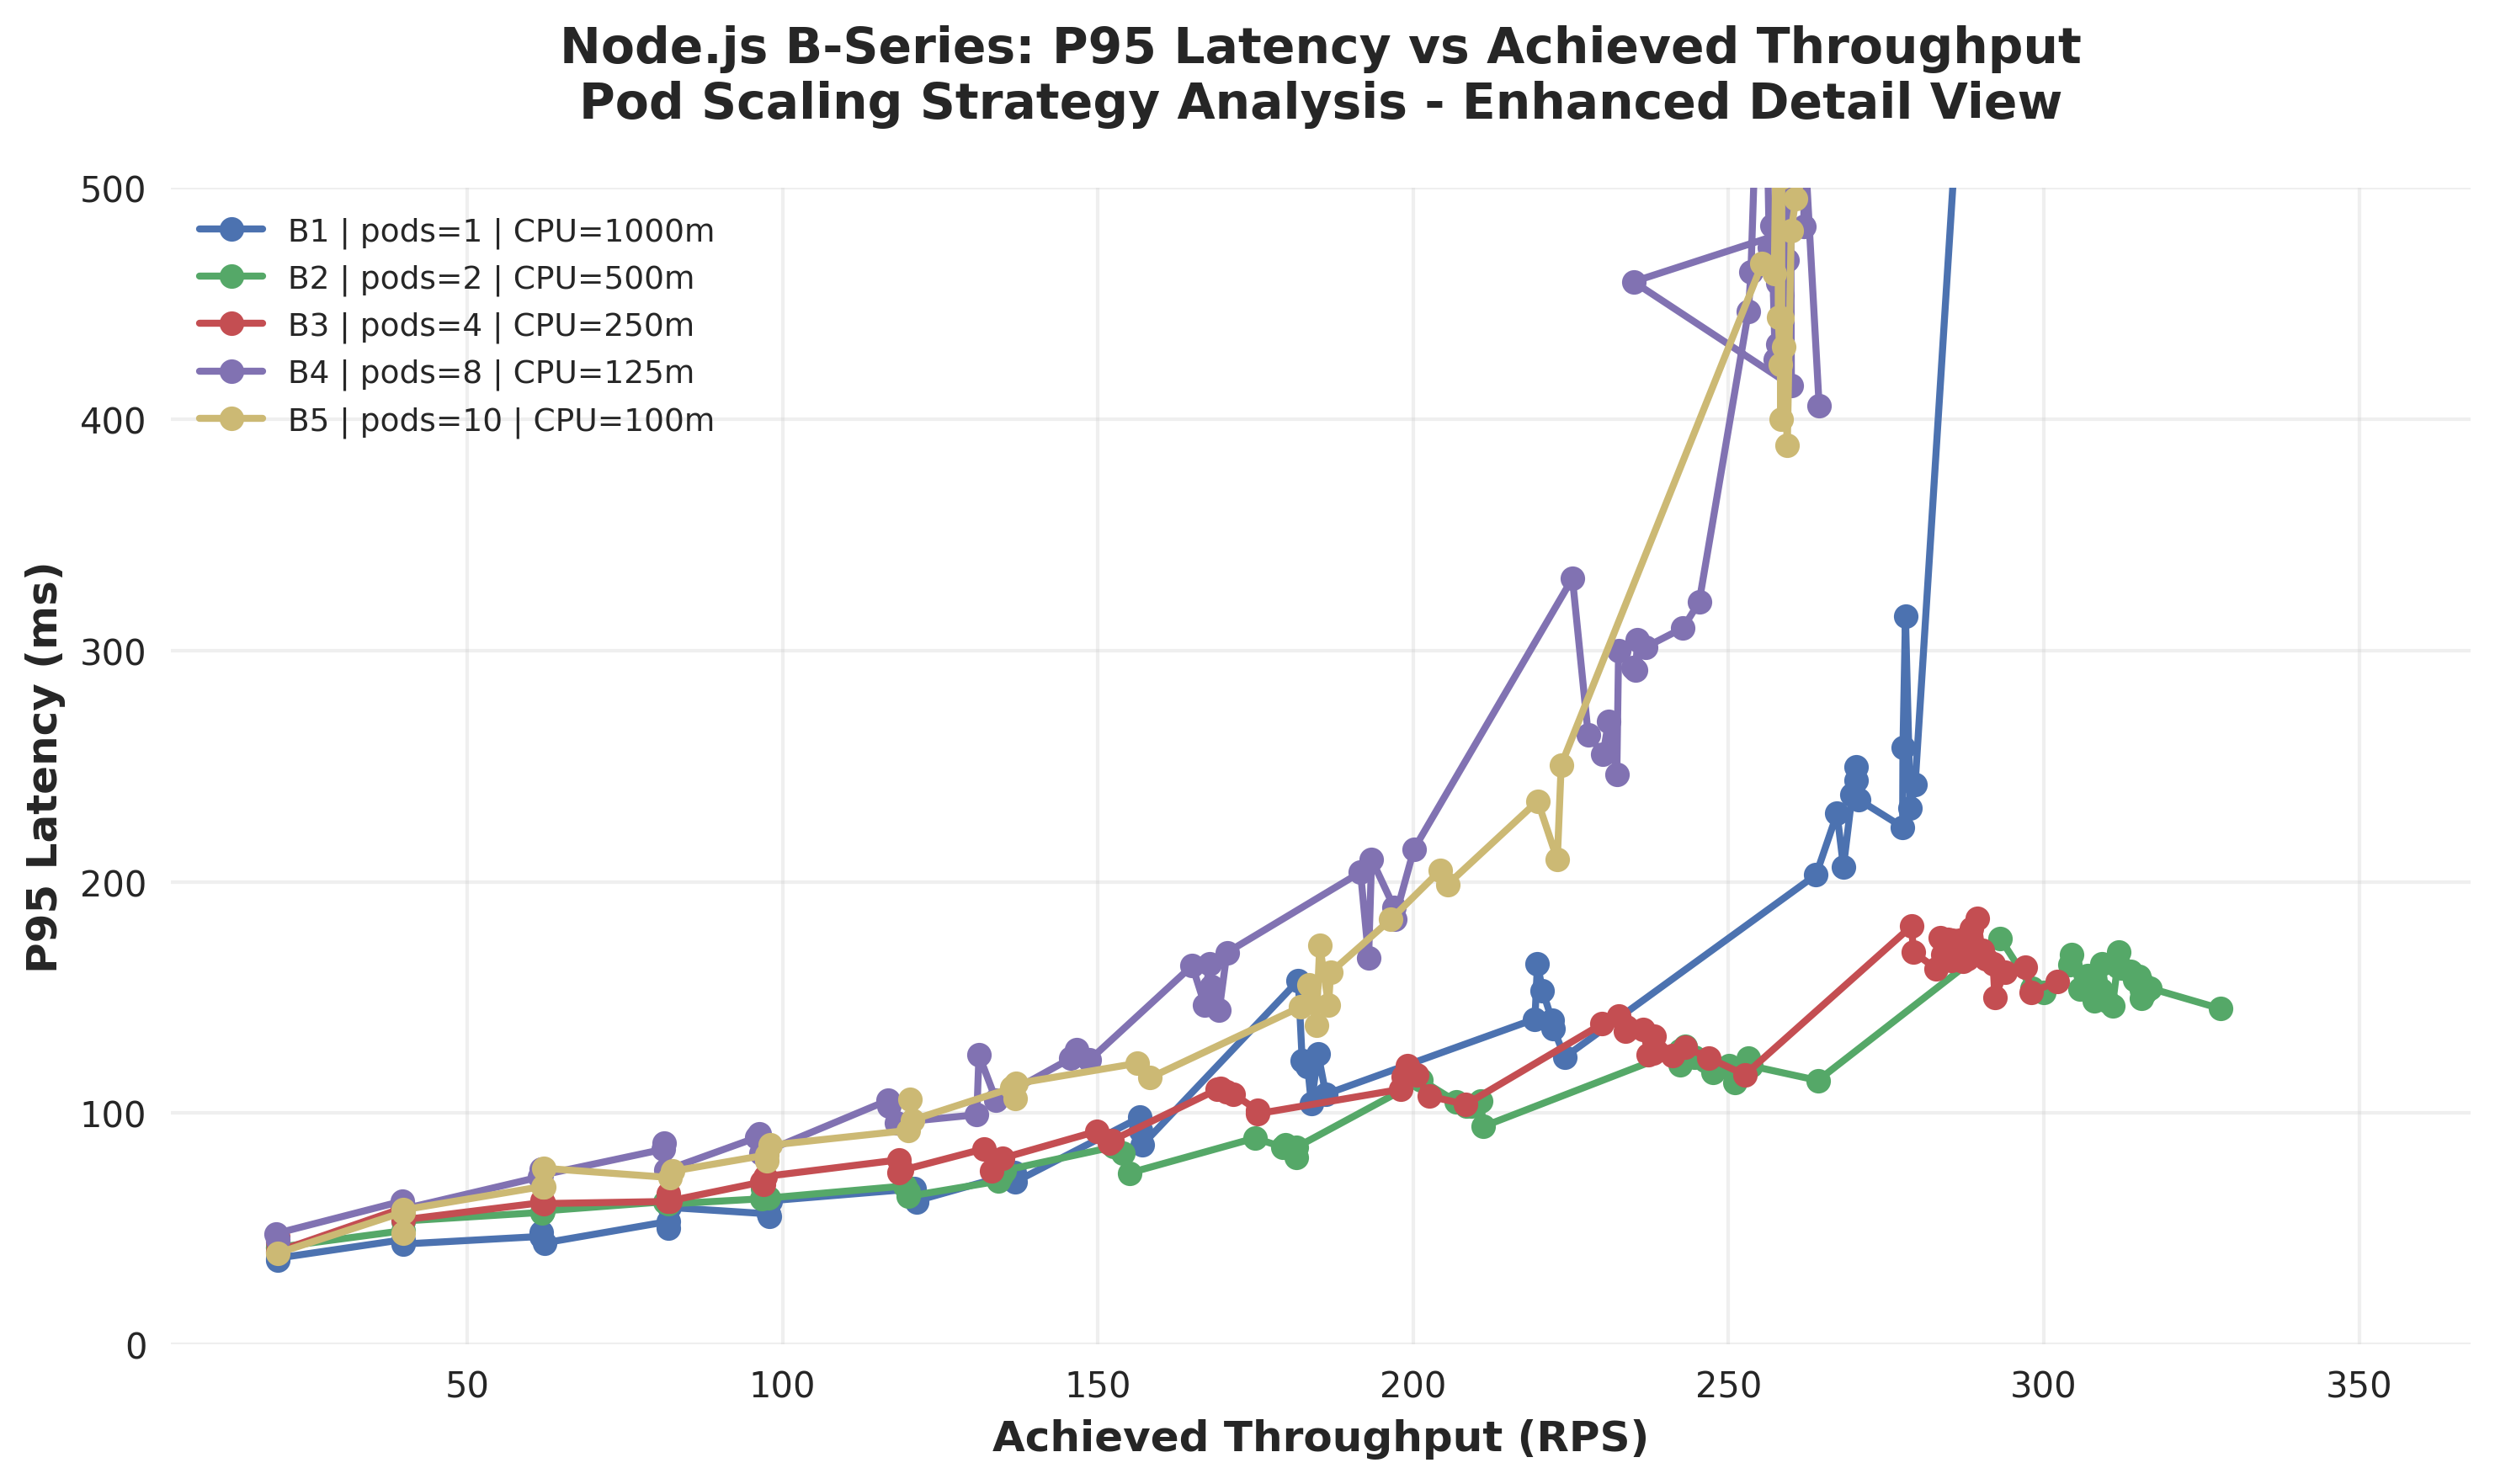 Node.js B-Series: P95 Latency vs Achieved Throughput
Pod Scaling Strategy Analysis - Enhanced Detail View
500
400
300
200
100
0
P95 Latency (ms)
B1 | pods=1 | CPU=1000m
B2 | pods=2 | CPU=500m
B3 | pods=4 | CPU=250m
B4 | pods=8 | CPU=125m
B5 | pods=10 | CPU=100m
50 100 150 200 250 300 350
Achieved Throughput (RPS)